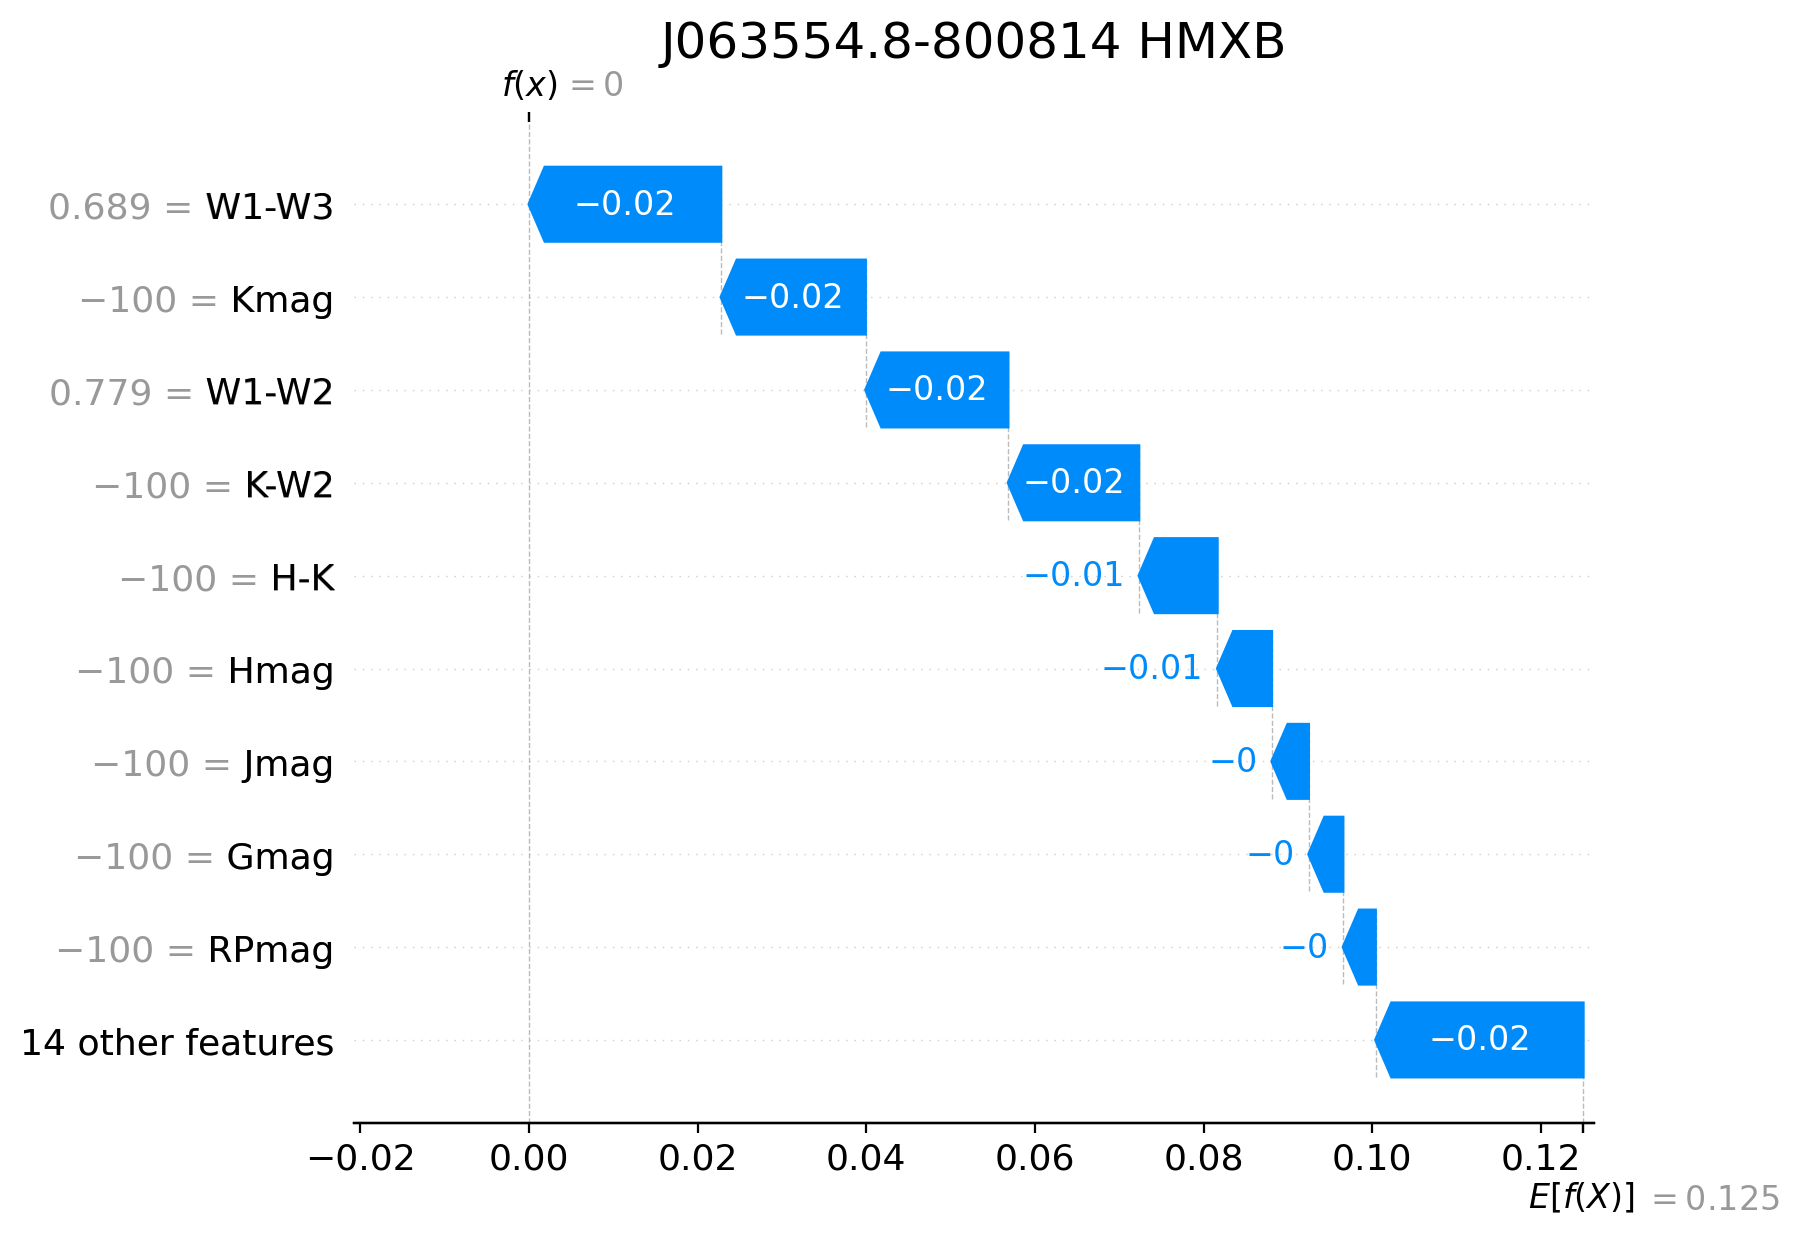 J063554.8-800814 HMXB
f(x) = 0
0.689 = W1-W3
−0.02
−100 = Kmag
−0.02
0.779 = W1-W2
−0.02
−100 = K-W2
−0.02
−100 = H-K
−0.01
−100 = Hmag
−0.01
−100 = Jmag
−0
−100 = Gmag
−0
−100 = RPmag
−0
14 other features
−0.02
−0.02 0.00 0.02 0.04 0.06 0.08 0.10 0.12
E[f(X)] = 0.125